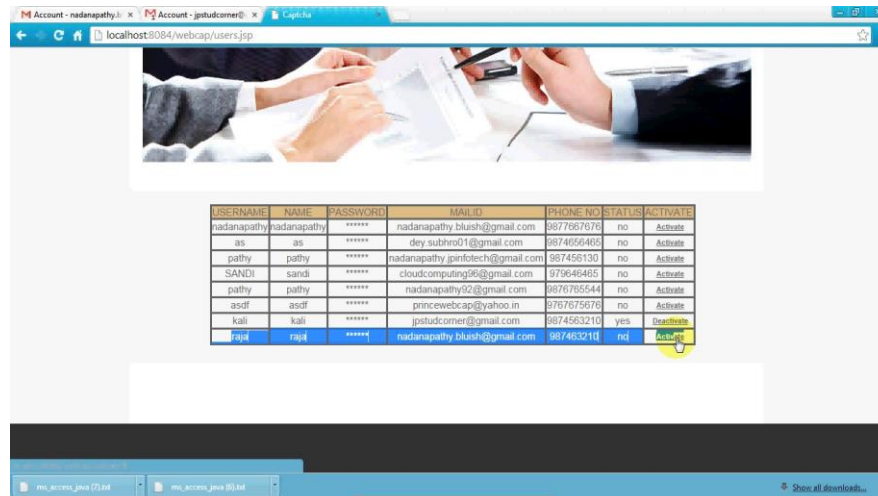 Account - nadanapathy.b
Account - jpstudcorner@
Captcha
localhost:8084/webcap/users.jsp
USERNAME NAME PASSWORD MAILID PHONE NO STATUS ACTIVATE
nadanapathy nadanapathy ****** nadanapathy.bluish@gmail.com 9877667676 no Activate
as as ****** dey.subhro01@gmail.com 9874656465 no Activate
pathy pathy ****** nadanapathy.jpinfotech@gmail.com 987456130 no Activate
SANDI sandi ****** cloudcomputing96@gmail.com 979646465 no Activate
pathy pathy ****** nadanapathy92@gmail.com 9876765544 no Activate
asdf asdf ****** princewebcap@yahoo.in 9767675676 no Activate
kali kali ****** jpstudcorner@gmail.com 9874563210 yes Deactivate
raja raja ****** nadanapathy.bluish@gmail.com 987463210 no Activate
ms_access_java (7).txt
ms_access_java (6).txt
Show all downloads...